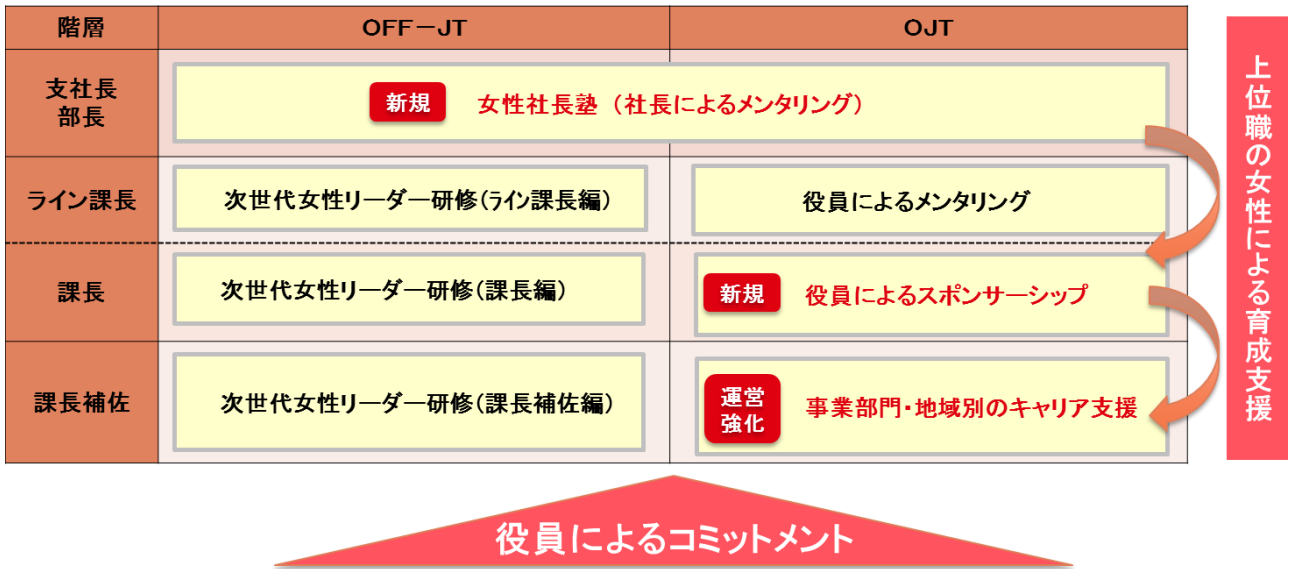 階層
OFF－JT
OJT
支社長
部長
新規
女性社長塾 （社長によるメンタリング）
ライン課長
次世代女性リーダー研修（ライン課長編）
役員によるメンタリング
課長
次世代女性リーダー研修（課長編）
新規
役員によるスポンサーシップ
課長補佐
次世代女性リーダー研修（課長補佐編）
運営
強化
事業部門・地域別のキャリア支援
上位職の女性による育成支援
役員によるコミットメント